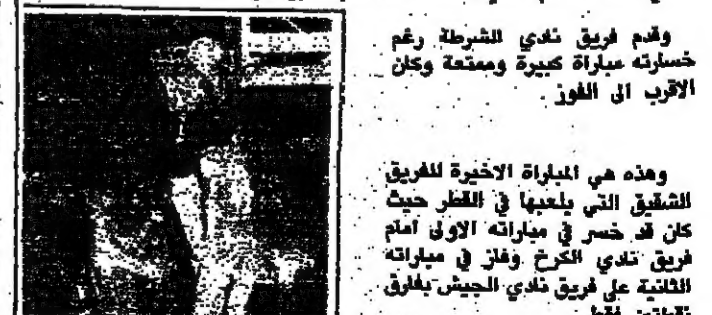 وقدم فريق نادي الشرطة رغم
خسارته مباراة كبيرة وممتعة وكان
الاقرب الى الفوز .
وهذه هي المباراة الاخيرة للفريق
الشقيق التي يلعبها في القطر حيث
كان قد خسر في مباراته الاولى امام
فريق نادي الكرخ وفاز في مباراته
الثانية على فريق نادي الجيش بفارق